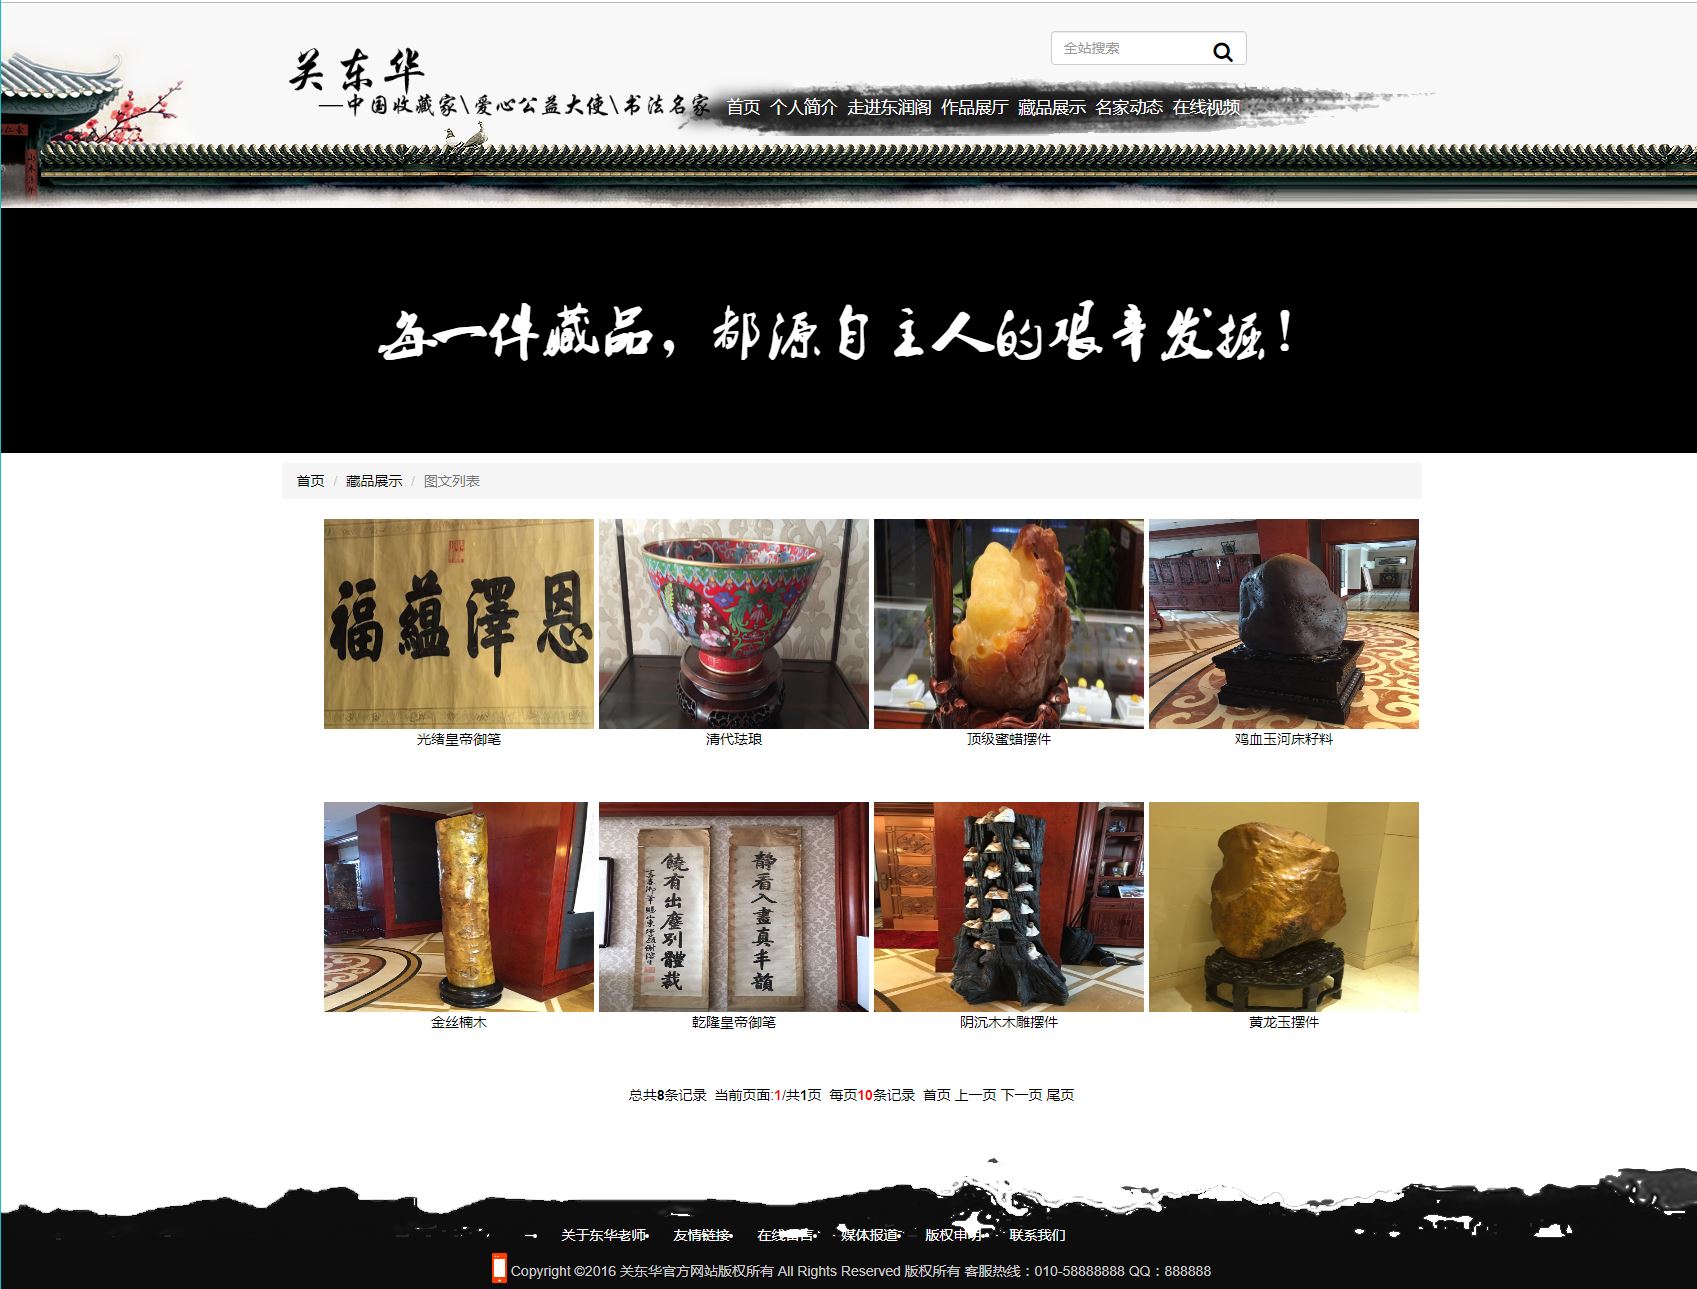 全站搜索
关东华
—中国收藏家\爱心公益大使\书法名家
首页 个人简介 走进东润阁 作品展厅 藏品展示 名家动态 在线视频
每一件藏品，都源自主人的艰辛发掘！
首页 / 藏品展示 / 图文列表
福蕴泽恩
光绪皇帝御笔
清代珐琅
顶级蜜蜡摆件
鸡血玉河床籽料
静看入画真丰韵
饶有出尘别体裁
金丝楠木
乾隆皇帝御笔
阴沉木木雕摆件
黄龙玉摆件
总共8条记录 当前页面:1/共1页 每页10条记录 首页 上一页 下一页 尾页
关于东华老师 友情链接 在线留言 媒体报道 版权申明 联系我们
Copyright ©2016 关东华官方网站版权所有 All Rights Reserved 版权所有 客服热线：010-58888888 QQ：888888